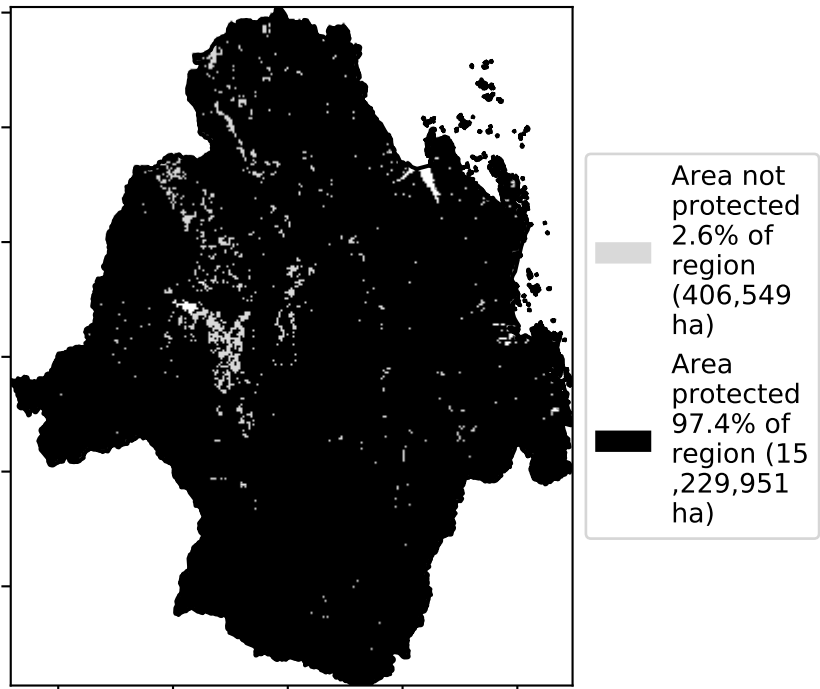 Area not
protected
2.6% of
region
(406,549
ha)
Area
protected
97.4% of
region (15
,229,951
ha)